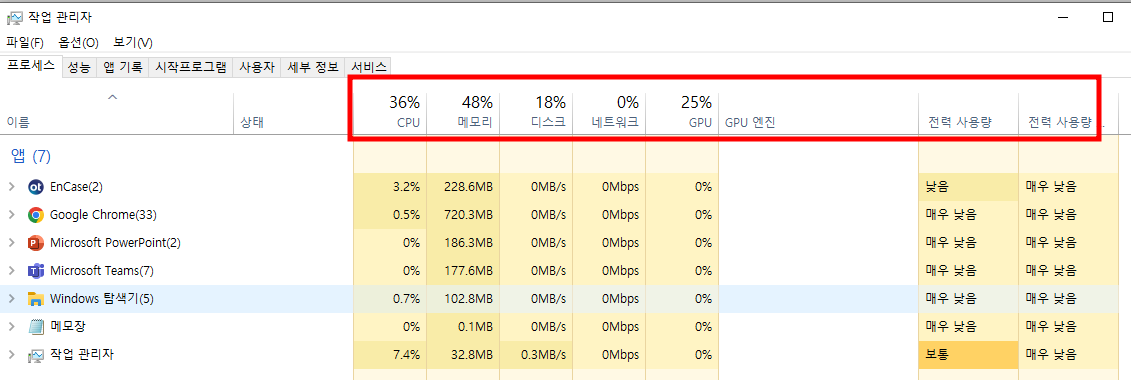 작업 관리자
파일(F) 옵션(O) 보기(V)
프로세스 성능 앱 기록 시작프로그램 사용자 세부 정보 서비스
36% 48% 18% 0% 25%
이름 상태 CPU 메모리 디스크 네트워크 GPU GPU 엔진 전력 사용량 전력 사용량 ...
앱 (7)
EnCase(2) 3.2% 228.6MB 0MB/s 0Mbps 0% 낮음 매우 낮음
Google Chrome(33) 0.5% 720.3MB 0MB/s 0Mbps 0% 매우 낮음 매우 낮음
Microsoft PowerPoint(2) 0% 186.3MB 0MB/s 0Mbps 0% 매우 낮음 매우 낮음
Microsoft Teams(7) 0% 177.6MB 0MB/s 0Mbps 0% 매우 낮음 매우 낮음
Windows 탐색기(5) 0.7% 102.8MB 0MB/s 0Mbps 0% 매우 낮음 매우 낮음
메모장 0% 0.1MB 0MB/s 0Mbps 0% 매우 낮음 매우 낮음
작업 관리자 7.4% 32.8MB 0.3MB/s 0Mbps 0% 보통 매우 낮음